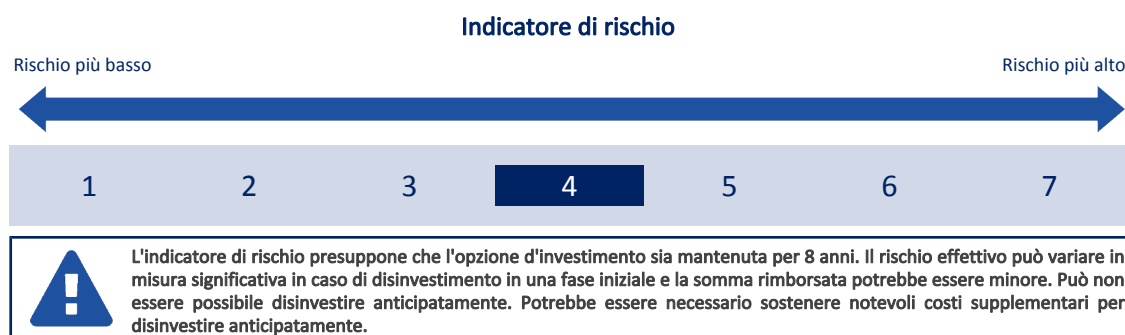 Indicatore di rischio
Rischio più basso
Rischio più alto
1 2 3 4 5 6 7
L'indicatore di rischio presuppone che l'opzione d'investimento sia mantenuta per 8 anni. Il rischio effettivo può variare in
misura significativa in caso di disinvestimento in una fase iniziale e la somma rimborsata potrebbe essere minore. Può non
essere possibile disinvestire anticipatamente. Potrebbe essere necessario sostenere notevoli costi supplementari per
disinvestire anticipatamente.